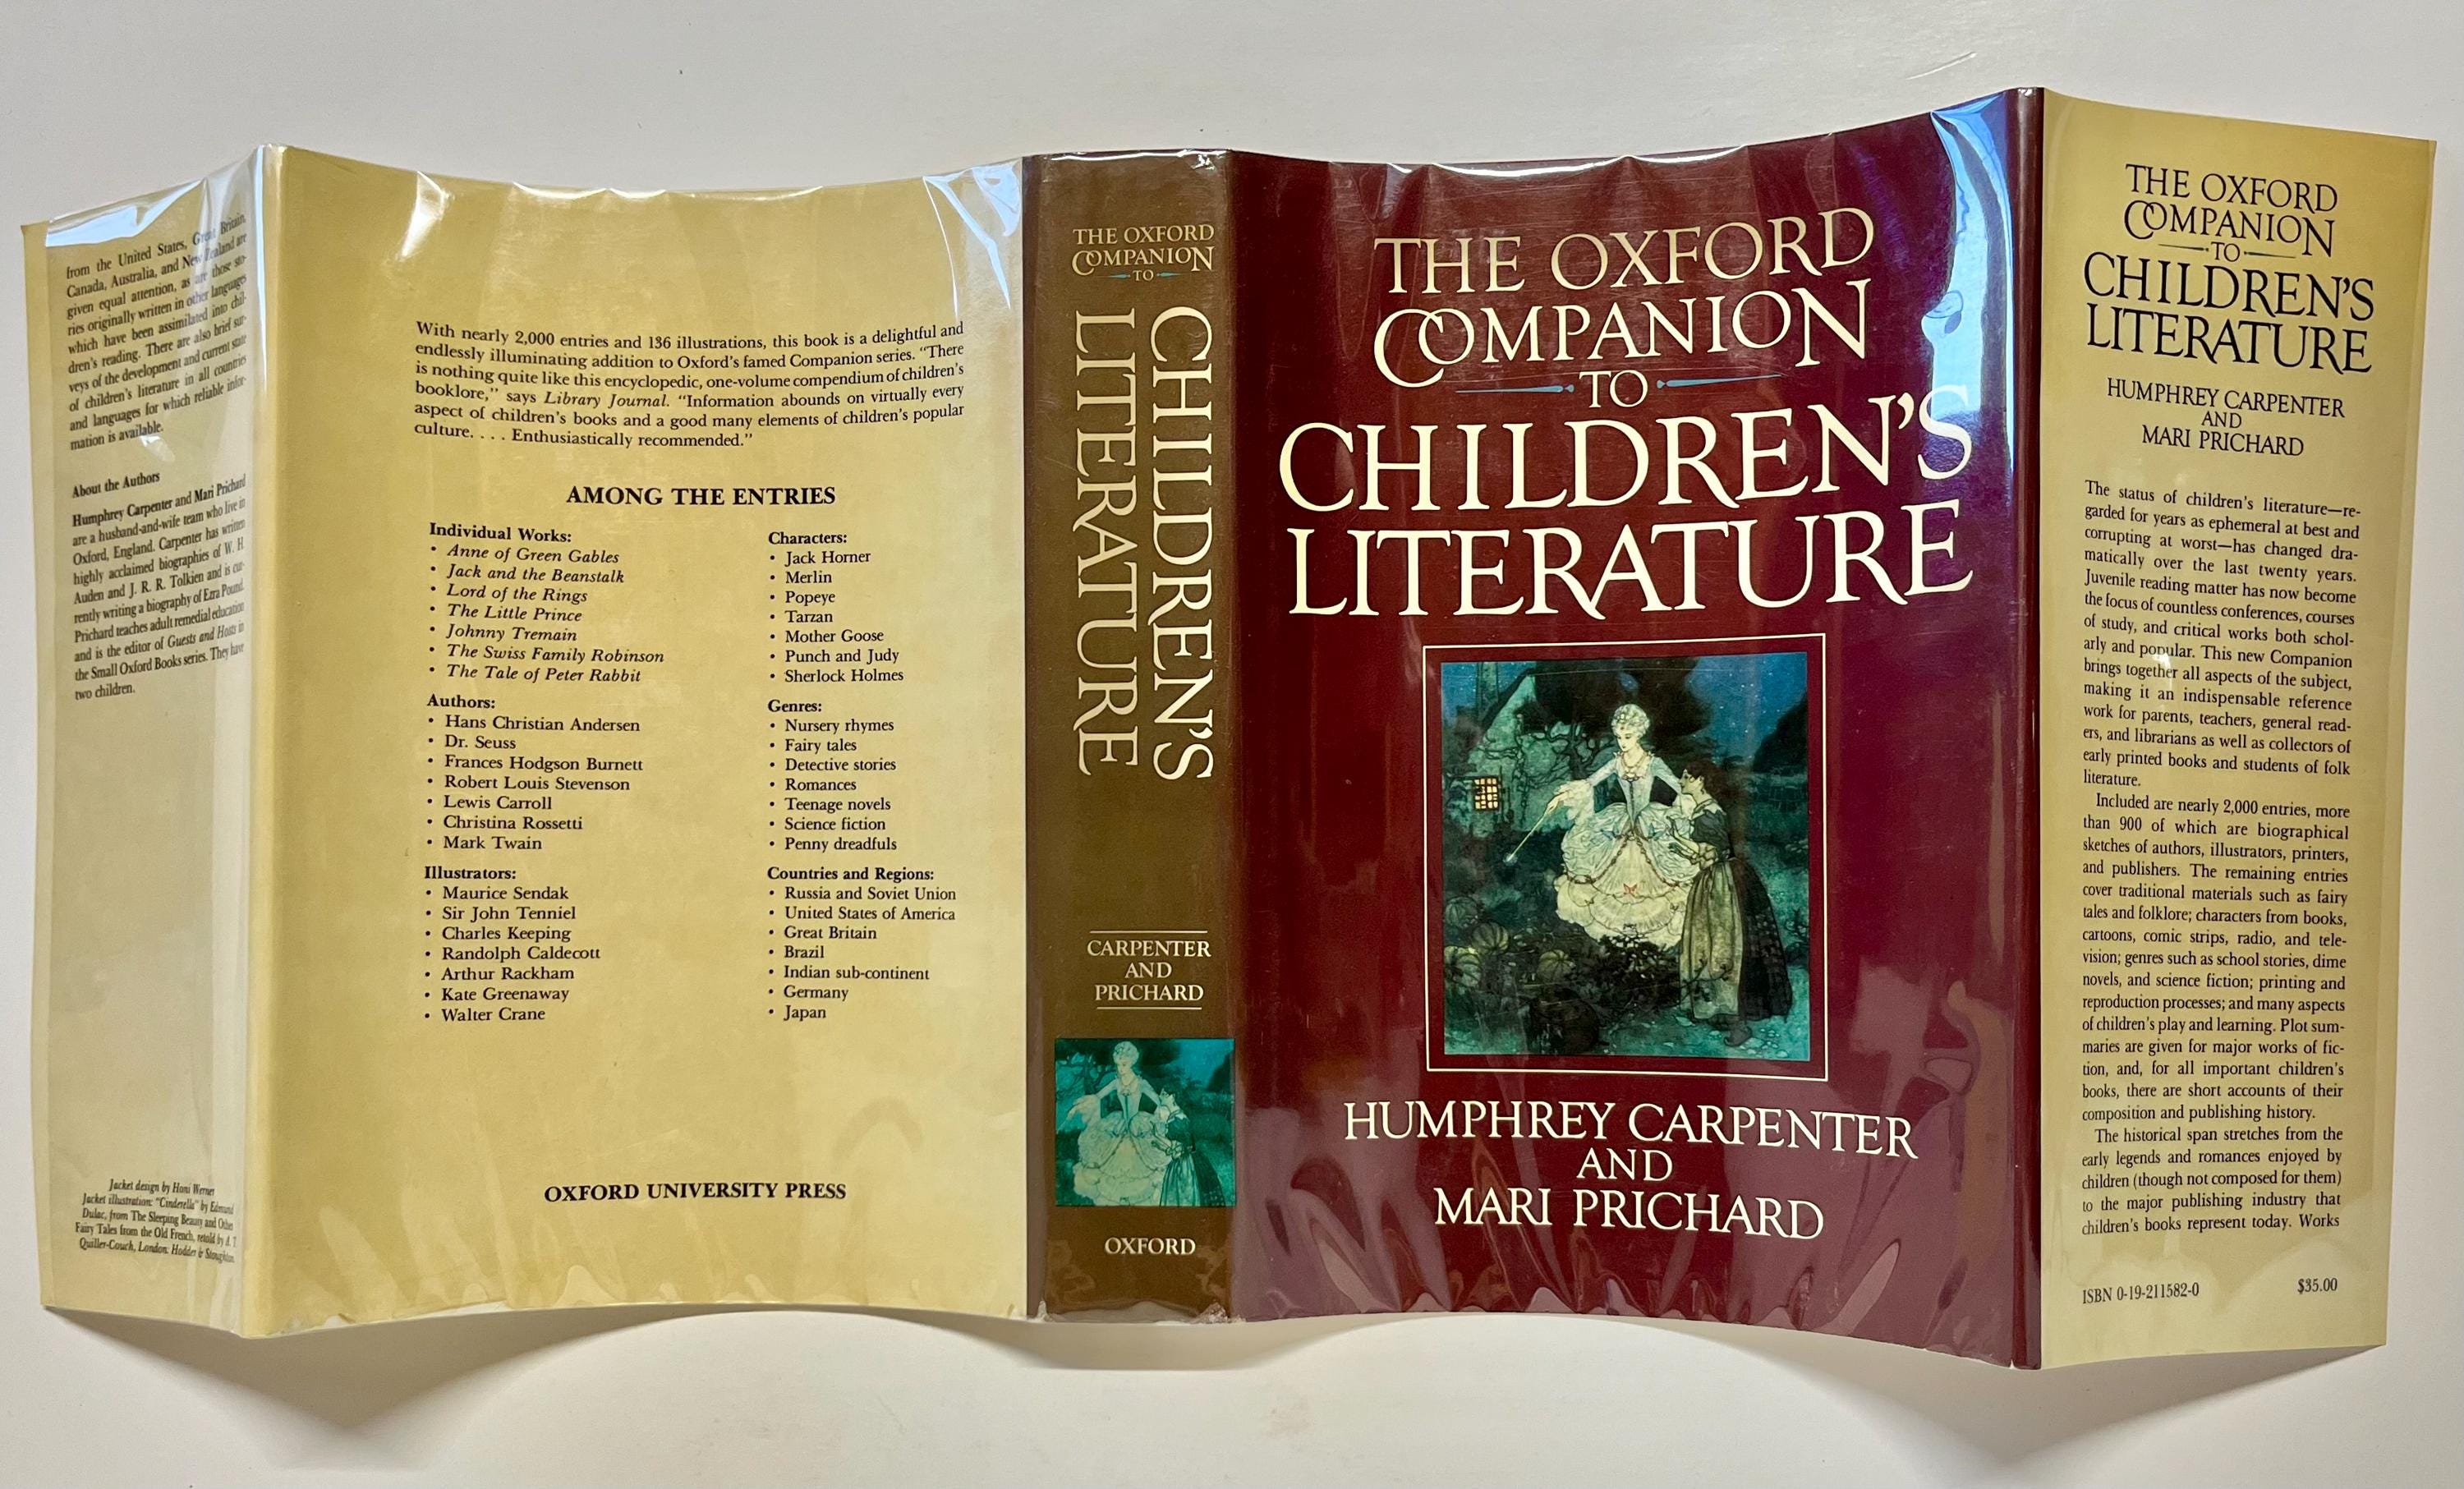 from the United States, Great Britain,
Canada, Australia, and New Zealand are
given equal attention, as are those sto-
ries originally written in other languages
which have been assimilated into chil-
dren's reading. There are also brief sur-
veys of the development and current state
of children's literature in all countries
and languages for which reliable infor-
mation is available.
About the Authors
Humphrey Carpenter and Mari Prichard
are a husband-and-wife team who live in
Oxford, England. Carpenter has written
highly acclaimed biographies of W. H.
Auden and J. R. R. Tolkien and is cur-
rently writing a biography of Ezra Pound.
Prichard teaches adult remedial education
and is the editor of Guests and Hosts in
the Small Oxford Books series. They have
two children.
Jacket design by Honi Werner
Jacket illustration: "Cinderella" by Edmund
Dulac, from The Sleeping Beauty and Other
Fairy Tales from the Old French, retold by A. T.
Quiller-Couch, London: Hodder & Stoughton.
With nearly 2,000 entries and 136 illustrations, this book is a delightful and
endlessly illuminating addition to Oxford's famed Companion series. "There
is nothing quite like this encyclopedic, one-volume compendium of children's
booklore," says Library Journal. "Information abounds on virtually every
aspect of children's books and a good many elements of children's popular
culture. . . . Enthusiastically recommended."
AMONG THE ENTRIES
Individual Works:
• Anne of Green Gables
• Jack and the Beanstalk
• Lord of the Rings
• The Little Prince
• Johnny Tremain
• The Swiss Family Robinson
• The Tale of Peter Rabbit
Authors:
• Hans Christian Andersen
• Dr. Seuss
• Frances Hodgson Burnett
• Robert Louis Stevenson
• Lewis Carroll
• Christina Rossetti
• Mark Twain
Illustrators:
• Maurice Sendak
• Sir John Tenniel
• Charles Keeping
• Randolph Caldecott
• Arthur Rackham
• Kate Greenaway
• Walter Crane
Characters:
• Jack Horner
• Merlin
• Popeye
• Tarzan
• Mother Goose
• Punch and Judy
• Sherlock Holmes
Genres:
• Nursery rhymes
• Fairy tales
• Detective stories
• Romances
• Teenage novels
• Science fiction
• Penny dreadfuls
Countries and Regions:
• Russia and Soviet Union
• United States of America
• Great Britain
• Brazil
• Indian sub-continent
• Germany
• Japan
OXFORD UNIVERSITY PRESS
THE OXFORD
COMPANION
TO
CHILDREN'S
LITERATURE
CARPENTER
AND
PRICHARD
OXFORD
THE OXFORD
COMPANION
TO
CHILDREN'S
LITERATURE
HUMPHREY CARPENTER
AND
MARI PRICHARD
THE OXFORD
COMPANION
TO
CHILDREN'S
LITERATURE
HUMPHREY CARPENTER
AND
MARI PRICHARD
The status of children's literature—re-
garded for years as ephemeral at best and
corrupting at worst—has changed dra-
matically over the last twenty years.
Juvenile reading matter has now become
the focus of countless conferences, courses
of study, and critical works both schol-
arly and popular. This new Companion
brings together all aspects of the subject,
making it an indispensable reference
work for parents, teachers, general read-
ers, and librarians as well as collectors of
early printed books and students of folk
literature.
Included are nearly 2,000 entries, more
than 900 of which are biographical
sketches of authors, illustrators, printers,
and publishers. The remaining entries
cover traditional materials such as fairy
tales and folklore; characters from books,
cartoons, comic strips, radio, and tele-
vision; genres such as school stories, dime
novels, and science fiction; printing and
reproduction processes; and many aspects
of children's play and learning. Plot sum-
maries are given for major works of fic-
tion, and, for all important children's
books, there are short accounts of their
composition and publishing history.
The historical span stretches from the
early legends and romances enjoyed by
children (though not composed for them)
to the major publishing industry that
children's books represent today. Works
ISBN 0-19-211582-0 $35.00